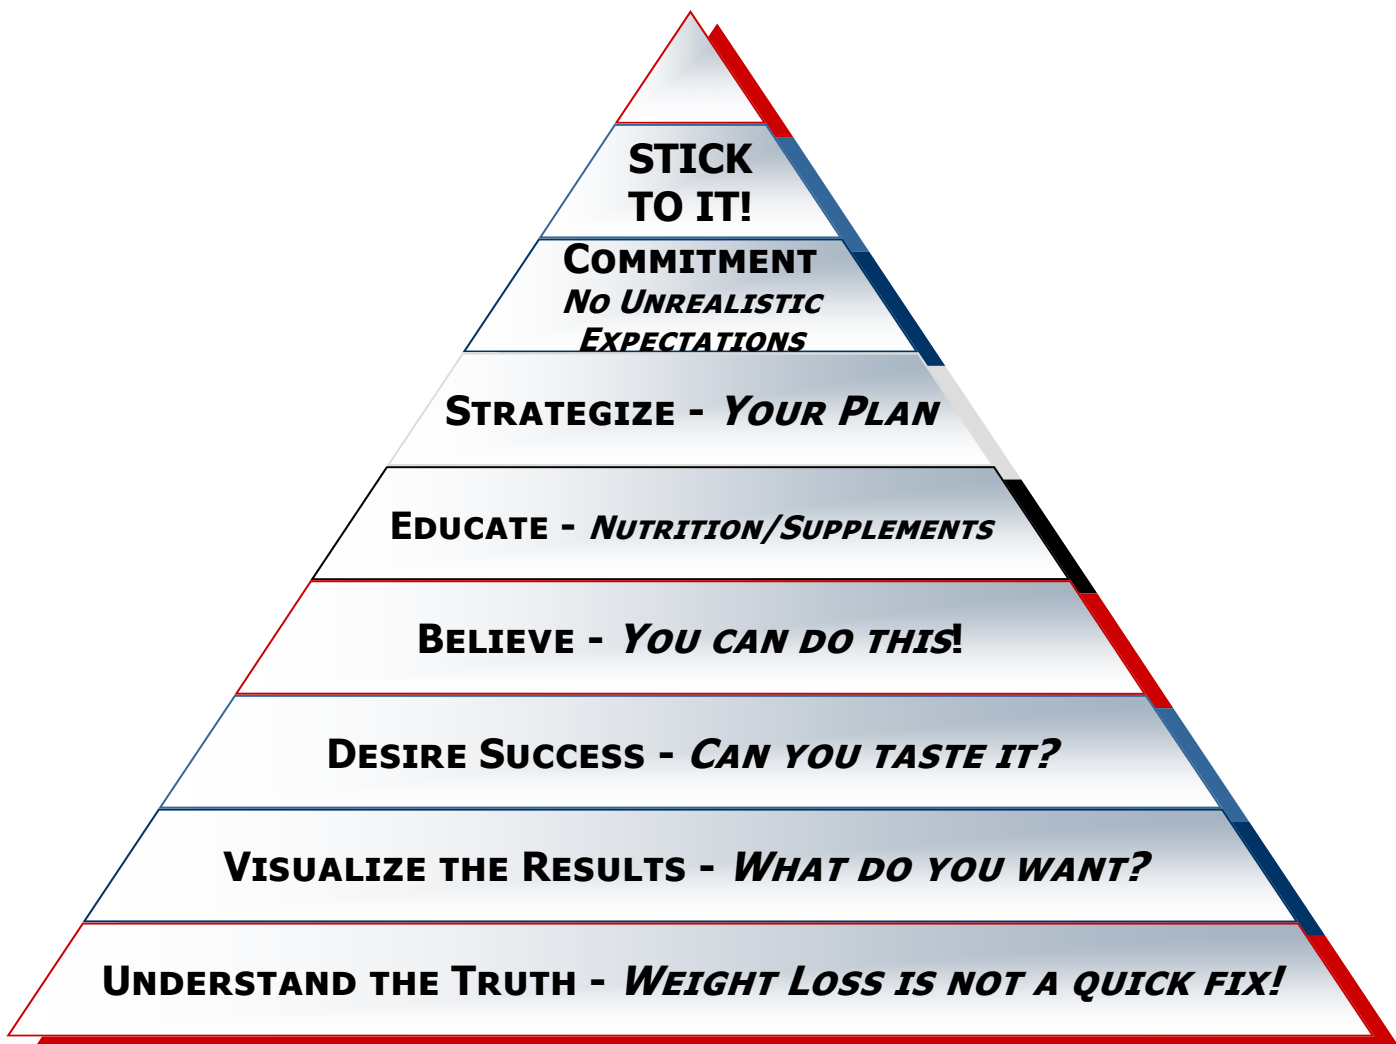 STICK
TO IT!
COMMITMENT
NO UNREALISTIC
EXPECTATIONS
STRATEGIZE - YOUR PLAN
EDUCATE - NUTRITION/SUPPLEMENTS
BELIEVE - YOU CAN DO THIS!
DESIRE SUCCESS - CAN YOU TASTE IT?
VISUALIZE THE RESULTS - WHAT DO YOU WANT?
UNDERSTAND THE TRUTH - WEIGHT LOSS IS NOT A QUICK FIX!